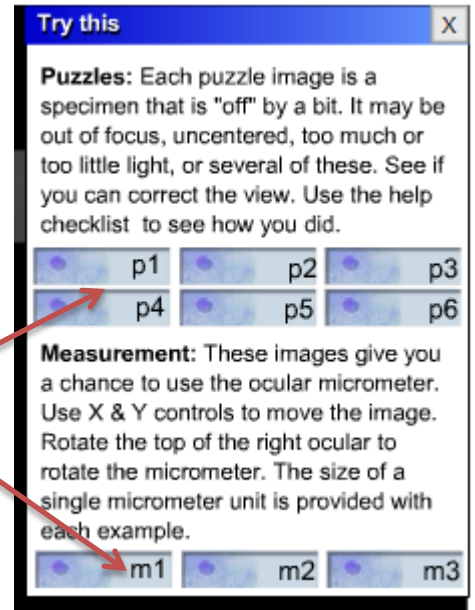 Try this X
Puzzles: Each puzzle image is a
specimen that is "off" by a bit. It may be
out of focus, uncentered, too much or
too little light, or several of these. See if
you can correct the view. Use the help
checklist to see how you did.
p1 p2 p3
p4 p5 p6
Measurement: These images give you
a chance to use the ocular micrometer.
Use X & Y controls to move the image.
Rotate the top of the right ocular to
rotate the micrometer. The size of a
single micrometer unit is provided with
each example.
m1 m2 m3